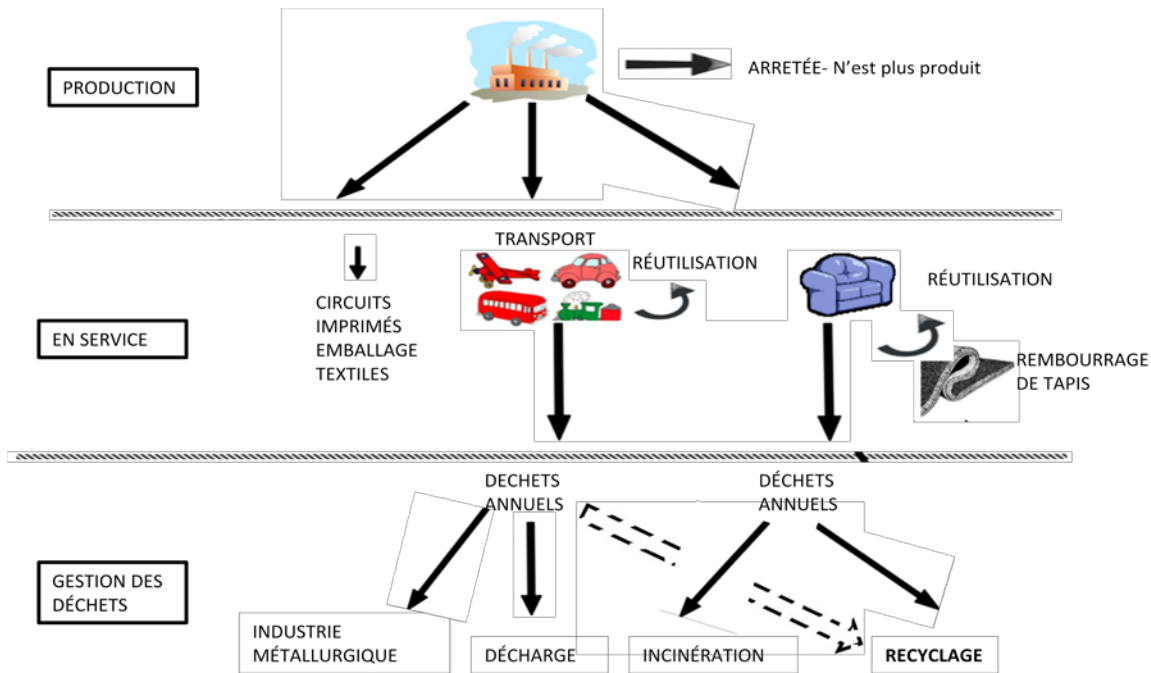 PRODUCTION
ARRETÉE- N'est plus produit
TRANSPORT
RÉUTILISATION
RÉUTILISATION
CIRCUITS
IMPRIMÉS
EMBALLAGE
TEXTILES
EN SERVICE
REMBOURRAGE
DE TAPIS
DECHETS
ANNUELS
DÉCHETS
ANNUELS
GESTION DES
DÉCHETS
INDUSTRIE
MÉTALLURGIQUE
DÉCHARGE
INCINÉRATION
RECYCLAGE